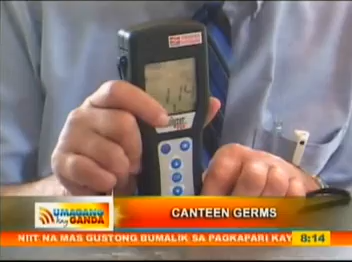 UMAGANG
kay
GANDA
CANTEEN GERMS
NIIT NA MAS GUSTONG BUMALIK SA PAGKAPARI KAY
8:14